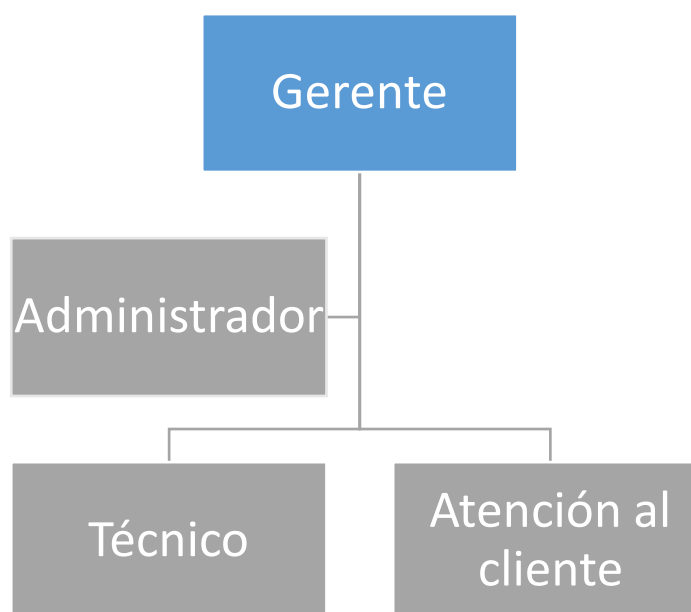 Gerente
Administrador
Técnico
Atención al
cliente